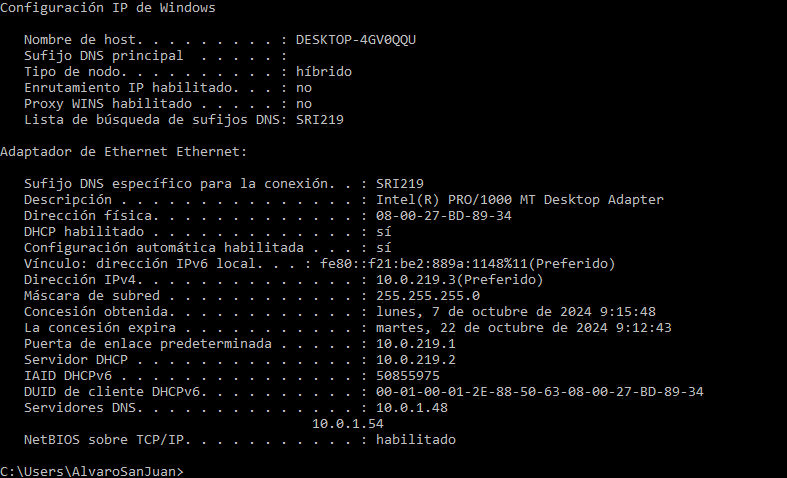 Configuración IP de Windows
Nombre de host. . . . . . . . . : DESKTOP-4GV0QQU
Sufijo DNS principal  . . . . . :
Tipo de nodo. . . . . . . . . . : híbrido
Enrutamiento IP habilitado. . . : no
Proxy WINS habilitado . . . . . : no
Lista de búsqueda de sufijos DNS: SRI219
Adaptador de Ethernet Ethernet:
Sufijo DNS específico para la conexión. . : SRI219
Descripción . . . . . . . . . . . . . . . : Intel(R) PRO/1000 MT Desktop Adapter
Dirección física. . . . . . . . . . . . . : 08-00-27-BD-89-34
DHCP habilitado . . . . . . . . . . . . . : sí
Configuración automática habilitada . . . : sí
Vínculo: dirección IPv6 local. . . : fe80::f21:be2:889a:1148%11(Preferido)
Dirección IPv4. . . . . . . . . . . . . . : 10.0.219.3(Preferido)
Máscara de subred . . . . . . . . . . . . : 255.255.255.0
Concesión obtenida. . . . . . . . . . . . : lunes, 7 de octubre de 2024 9:15:48
La concesión expira . . . . . . . . . . . : martes, 22 de octubre de 2024 9:12:43
Puerta de enlace predeterminada . . . . . : 10.0.219.1
Servidor DHCP . . . . . . . . . . . . . . : 10.0.219.2
IAID DHCPv6 . . . . . . . . . . . . . . . : 50855975
DUID de cliente DHCPv6. . . . . . . . . . : 00-01-00-01-2E-88-50-63-08-00-27-BD-89-34
Servidores DNS. . . . . . . . . . . . . . : 10.0.1.48
10.0.1.54
NetBIOS sobre TCP/IP. . . . . . . . . . . : habilitado
C:\Users\AlvaroSanJuan>